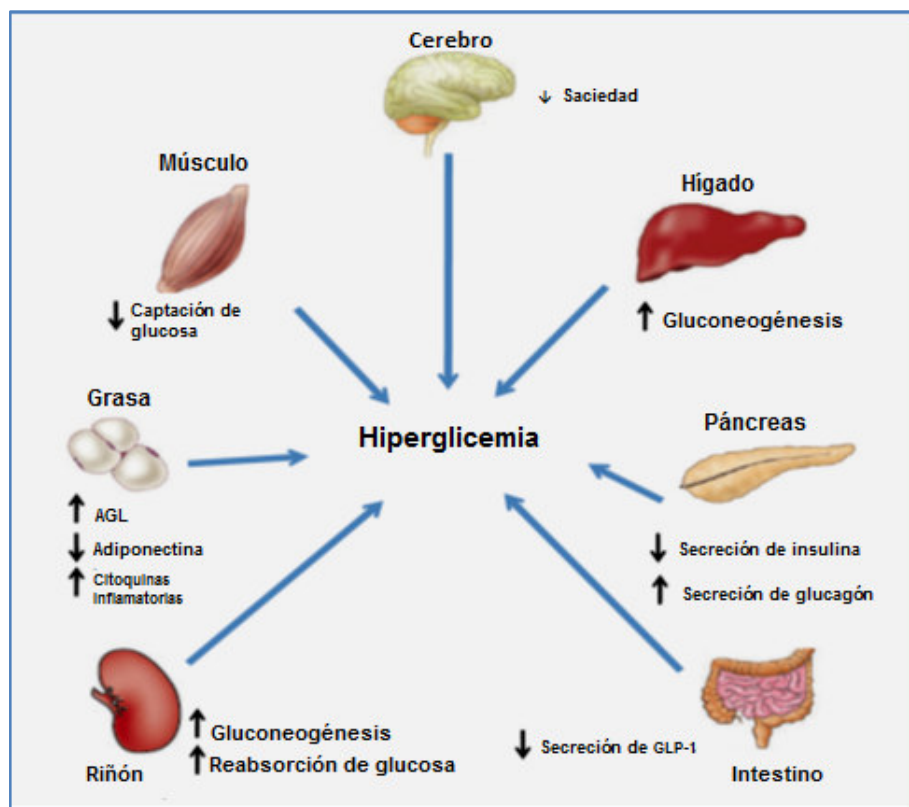 Cerebro
↓ Saciedad
Músculo
↓ Captación de
glucosa
Hígado
↑ Gluconeogénesis
Grasa
↑ AGL
↓ Adiponectina
↑ Citoquinas
inflamatorias
Hiperglicemia
Páncreas
↓ Secreción de insulina
↑ Secreción de glucagón
Riñón
↑ Gluconeogénesis
↑ Reabsorción de glucosa
↓ Secreción de GLP-1
Intestino